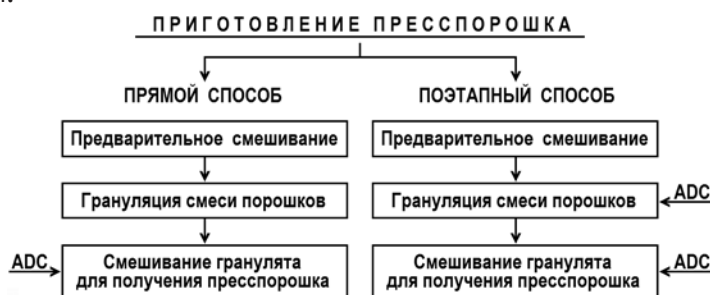 ПРИГОТОВЛЕНИЕ ПРЕССПОРОШКА
ПРЯМОЙ СПОСОБ
ПОЭТАПНЫЙ СПОСОБ
Предварительное смешивание
Предварительное смешивание
Грануляция смеси порошков
Грануляция смеси порошков
ADC
ADC
Смешивание гранулята
для получения пресспорошка
Смешивание гранулята
для получения пресспорошка
ADC